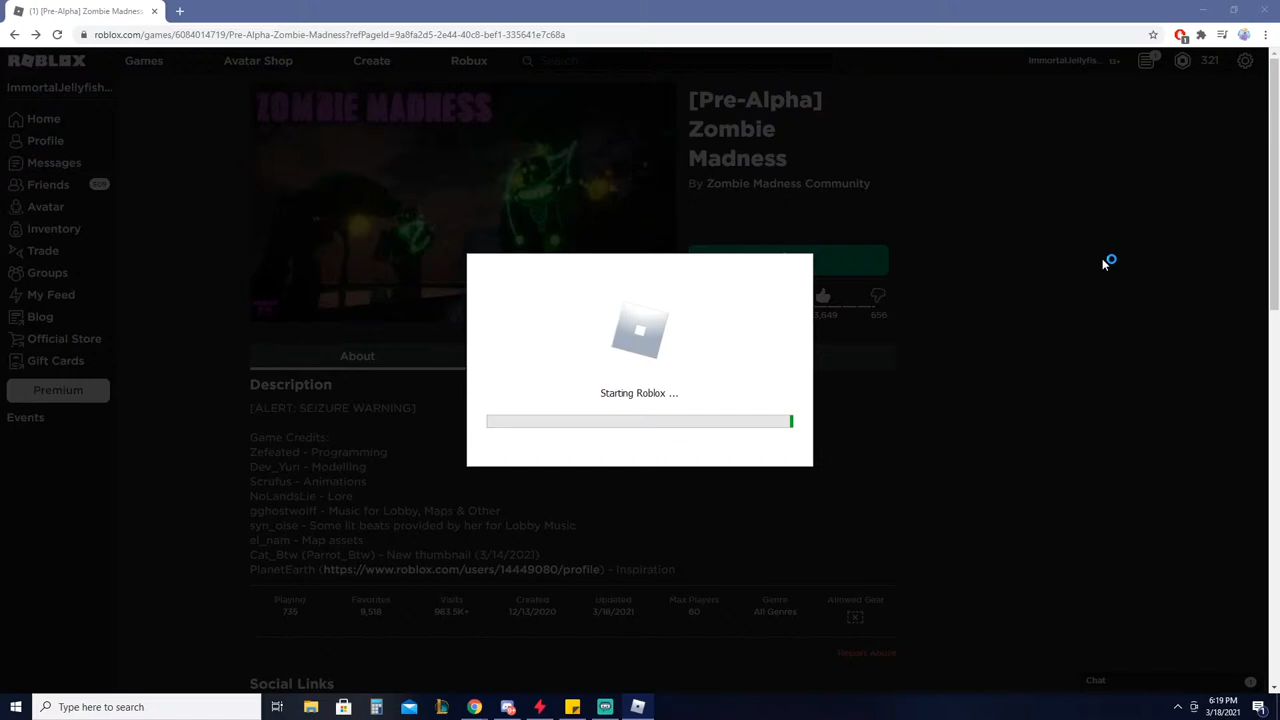 (1) [Pre-Alpha] Zombie Madness
roblox.com/games/6084014719/Pre-Alpha-Zombie-Madness?refPageId=9a8fa2d5-2e44-40c8-bef1-335641e7c68a
ROBLOX
Games
Avatar Shop
Create
Robux
Search
ImmortalJellyfis...
13+
321
ImmortalJellyfish...
Home
Profile
Messages
Friends
Avatar
Inventory
Trade
Groups
My Feed
Blog
Official Store
Gift Cards
Premium
Events
ZOMBIE MADNESS
[Pre-Alpha]
Zombie
Madness
By Zombie Madness Community
3,649
656
Starting Roblox ...
About
Description
[ALERT: SEIZURE WARNING]
Game Credits:
Zefeated - Programming
Dev_Yuri - Modelling
Scrufus - Animations
NoLandsLie - Lore
gghostwolff - Music for Lobby, Maps & Other
syn_oise - Some lit beats provided by her for Lobby Music
el_nam - Map assets
Cat_Btw (Parrot_Btw) - New thumbnail (3/14/2021)
PlanetEarth (https://www.roblox.com/users/14449080/profile) - Inspiration
Playing
Favorites
Visits
Created
Updated
Max Players
Genre
Allowed Gear
735
9,518
983.5K+
12/13/2020
3/18/2021
60
All Genres
Report Abuse
Social Links
Chat
1
Type here to search
6:19 PM
3/18/2021